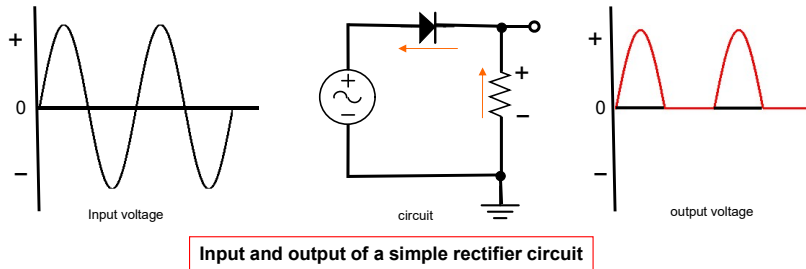 +
0
−
Input voltage
+
−
+
−
circuit
+
0
−
output voltage
Input and output of a simple rectifier circuit